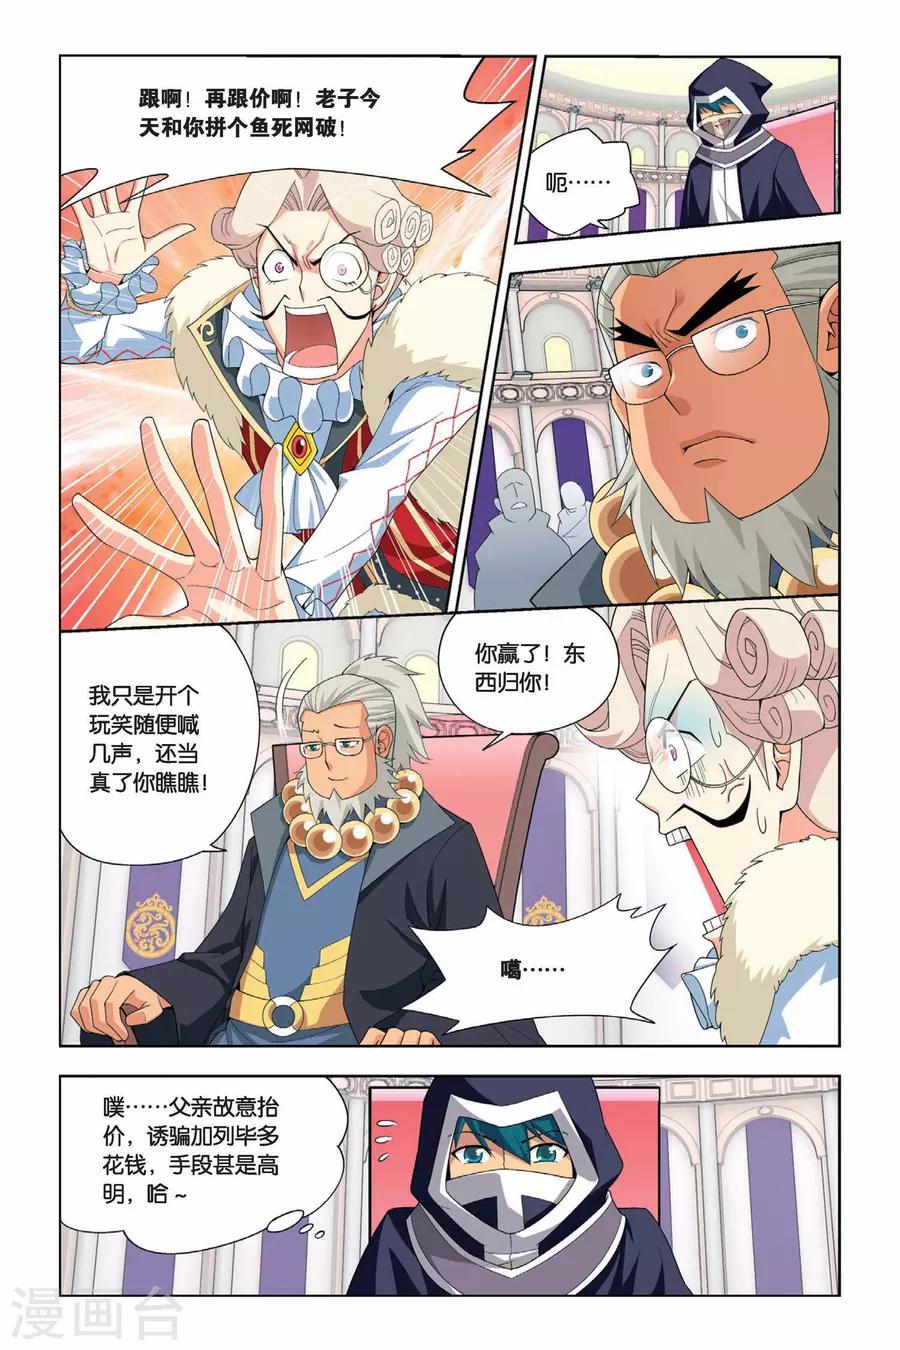 跟啊！再跟价啊！老子今
天和你拼个鱼死网破！
呃……
你赢了！东
西归你！
我只是开个
玩笑随便喊
几声，还当
真了你瞧瞧！
噶……
噗……父亲故意抬
价，诱骗加列毕多
花钱，手段甚是高
明，哈～
漫画台